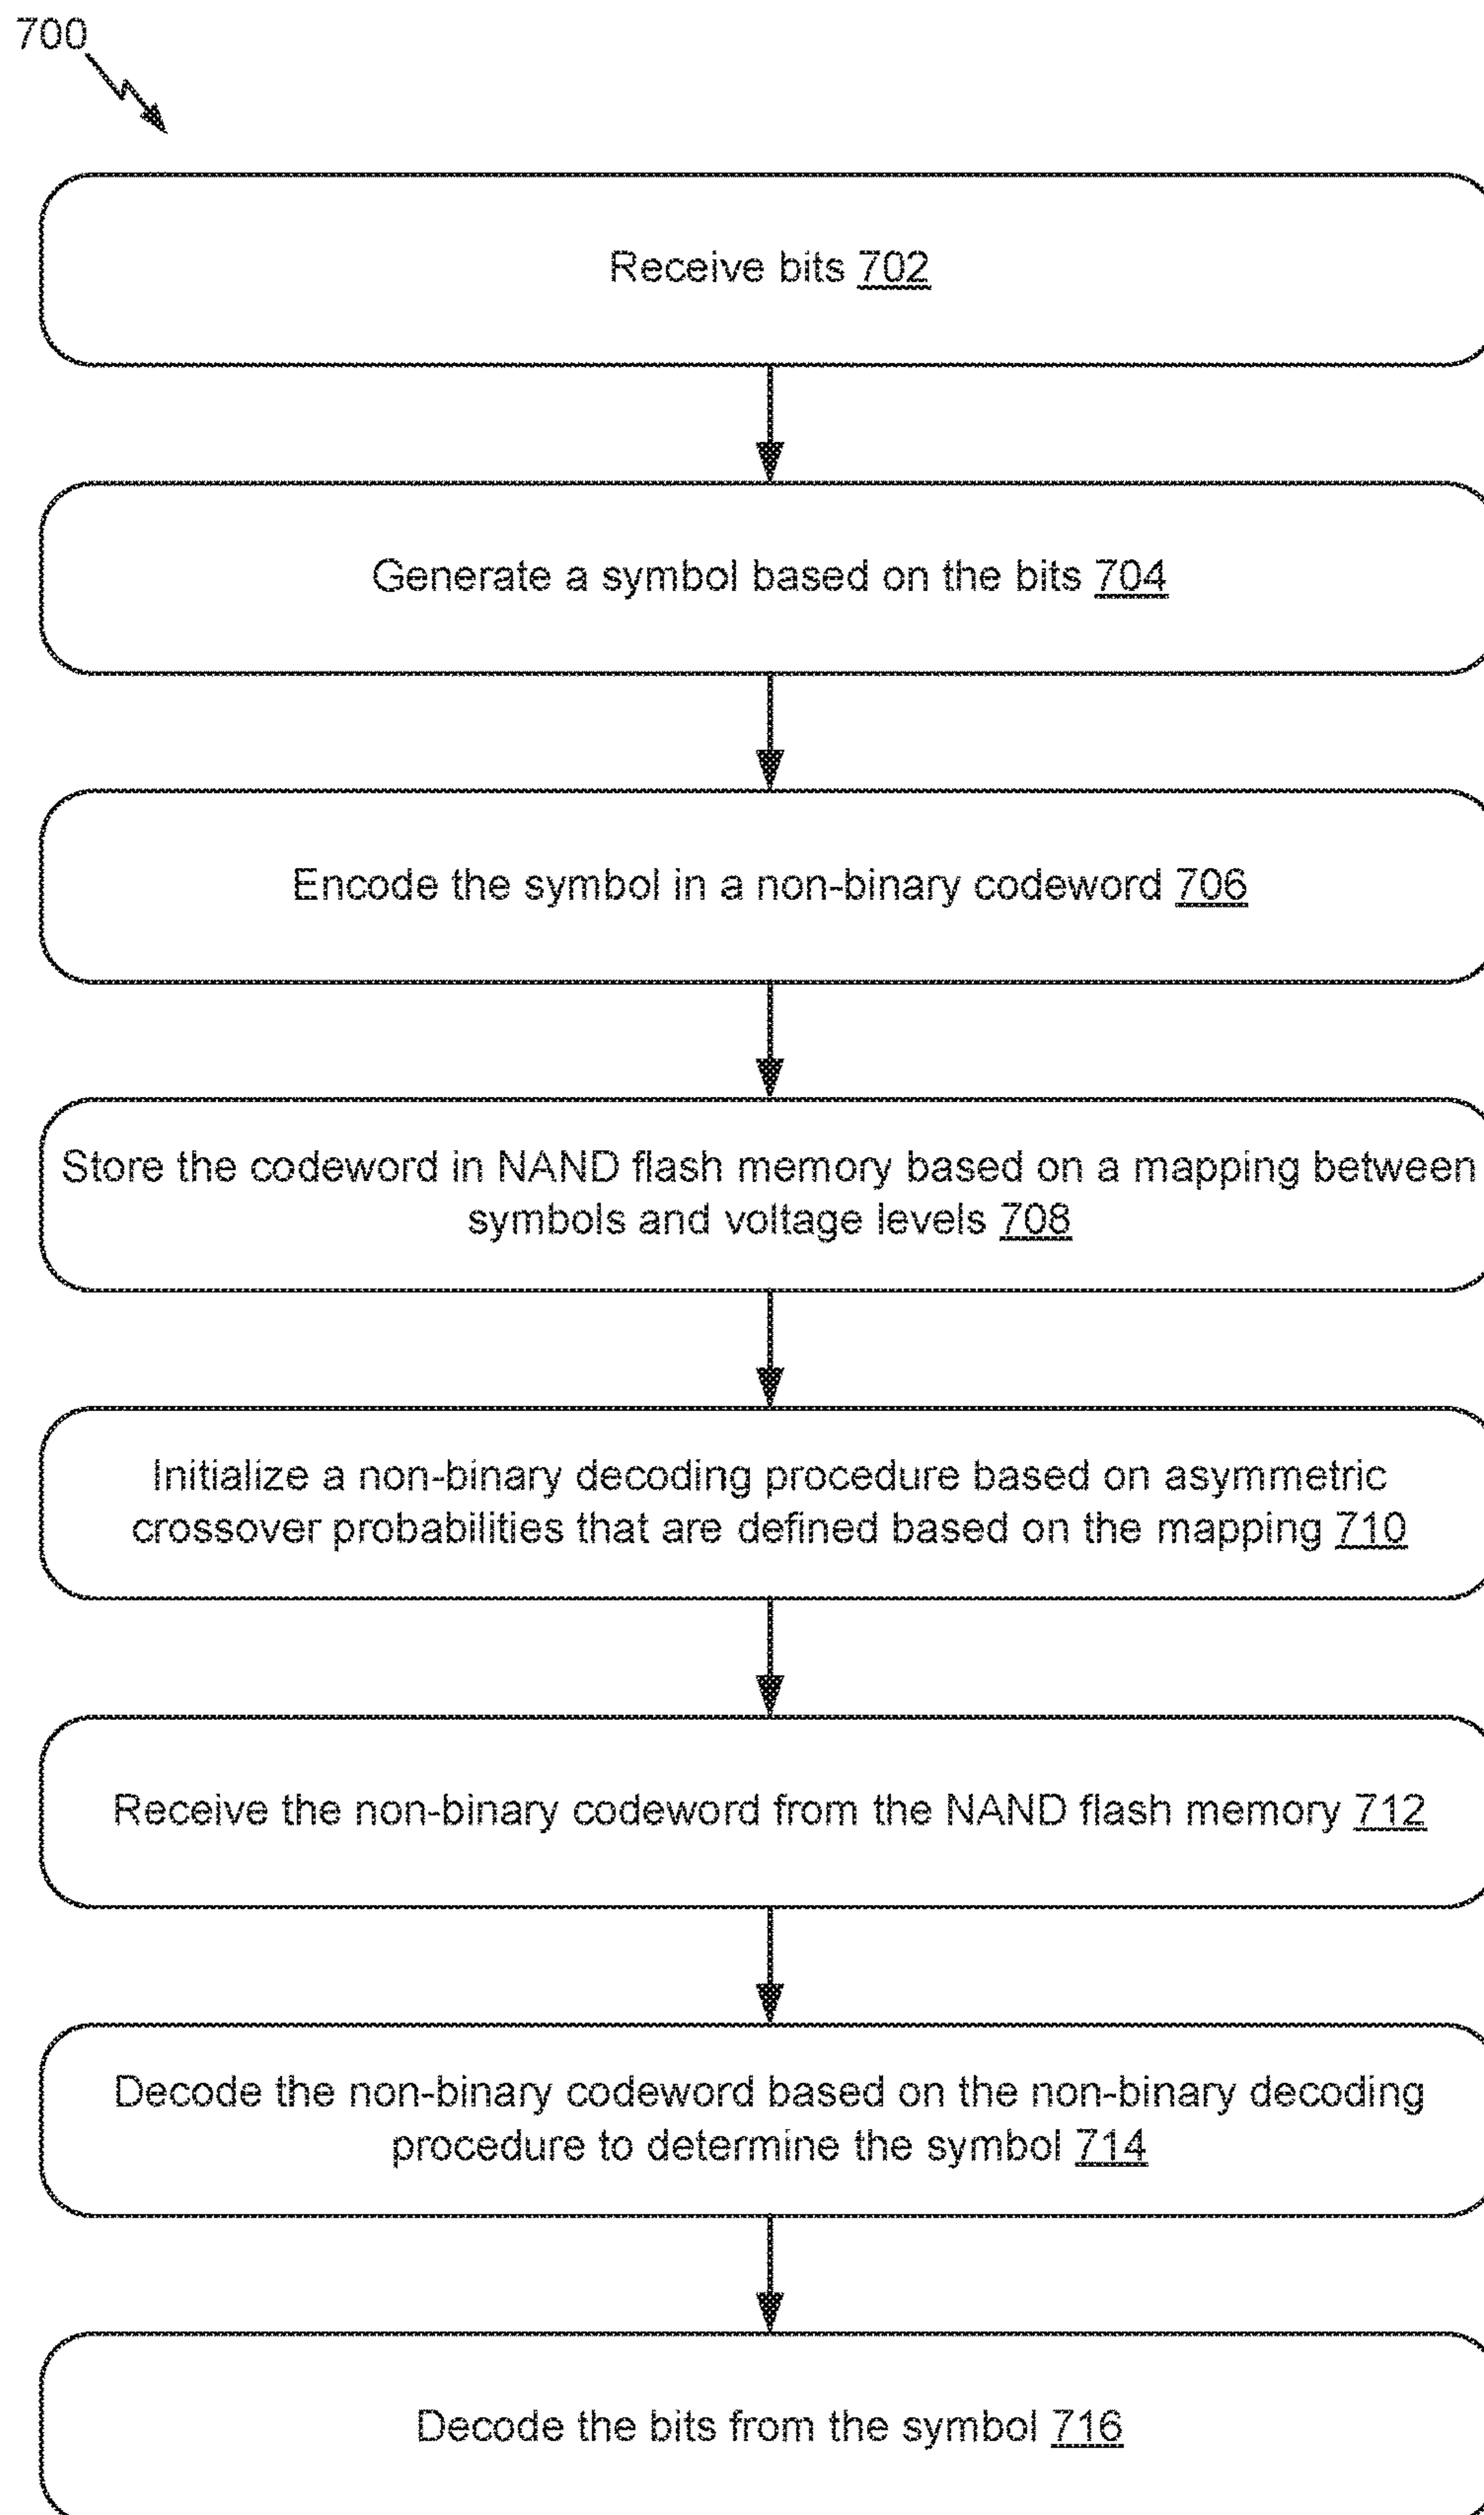 700
Receive bits 702
Generate a symbol based on the bits 704
Encode the symbol in a non-binary codeword 706
Store the codeword in NAND flash memory based on a mapping between
symbols and voltage levels 708
Initialize a non-binary decoding procedure based on asymmetric
crossover probabilities that are defined based on the mapping 710
Receive the non-binary codeword from the NAND flash memory 712
Decode the non-binary codeword based on the non-binary decoding
procedure to determine the symbol 714
Decode the bits from the symbol 716